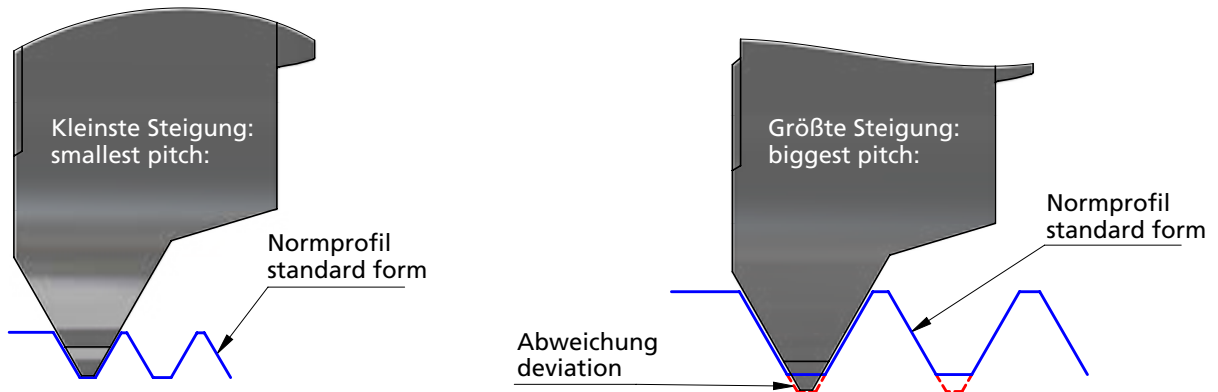 Kleinste Steigung:
smallest pitch:
Normprofil
standard form
Größte Steigung:
biggest pitch:
Normprofil
standard form
Abweichung
deviation